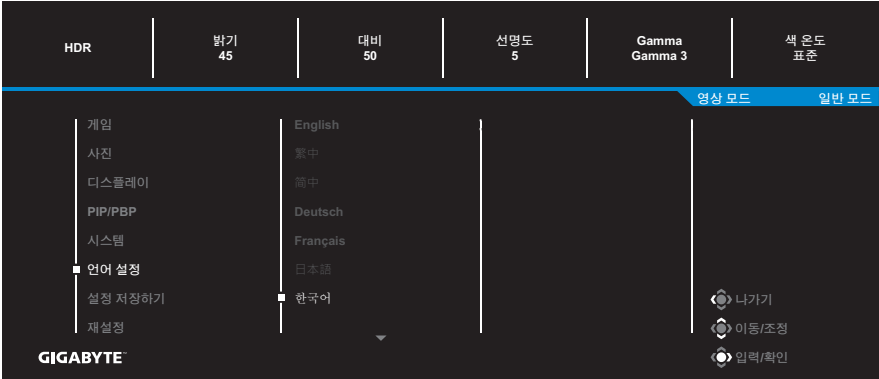 HDR
밝기
45
대비
50
선명도
5
Gamma
Gamma 3
색 온도
표준
영상 모드 일반 모드
게임
사진
디스플레이
PIP/PBP
시스템
언어 설정
설정 저장하기
재설정
English
繁中
简中
Deutsch
Français
日本語
한국어
나가기
이동/조정
입력/확인
GIGABYTE™